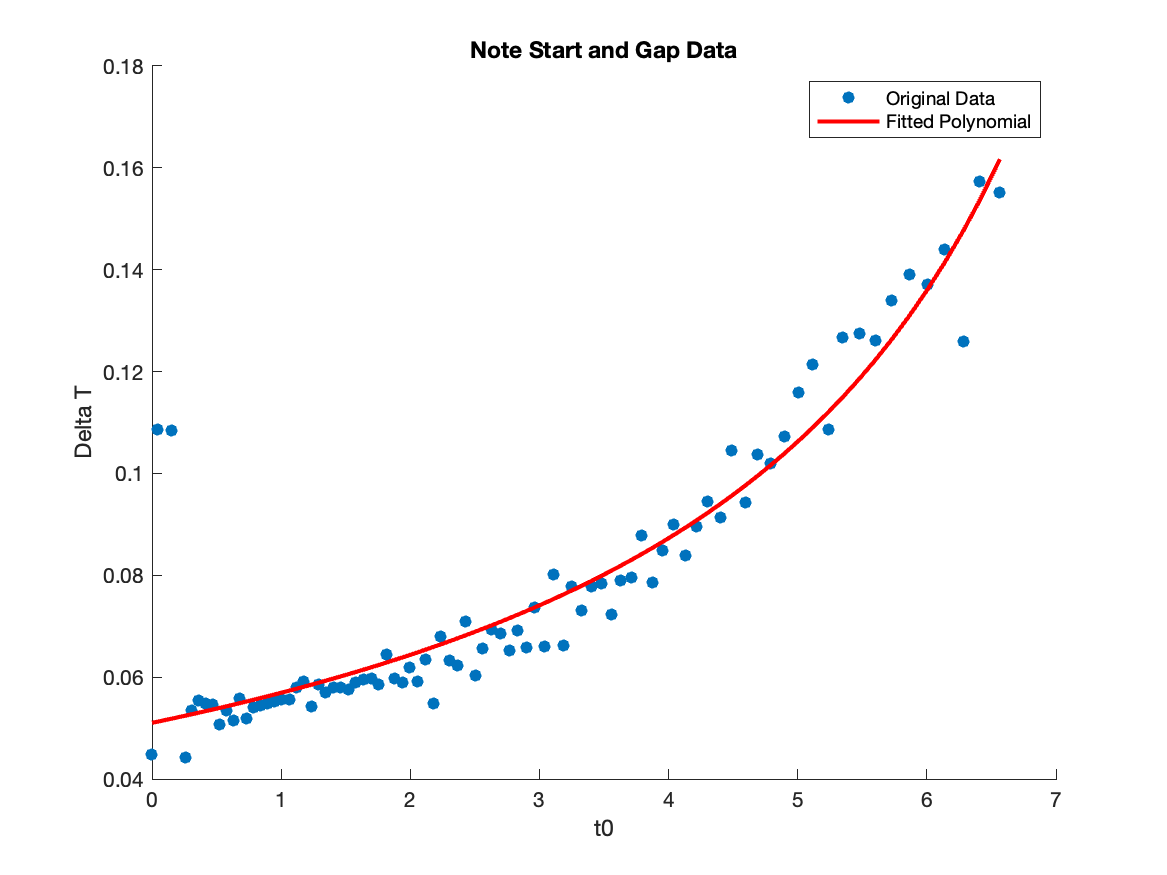 Note Start and Gap Data
Original Data
Fitted Polynomial
0.18
0.16
0.14
0.12
0.1
0.08
0.06
0.04
Delta T
0 1 2 3 4 5 6 7
t0